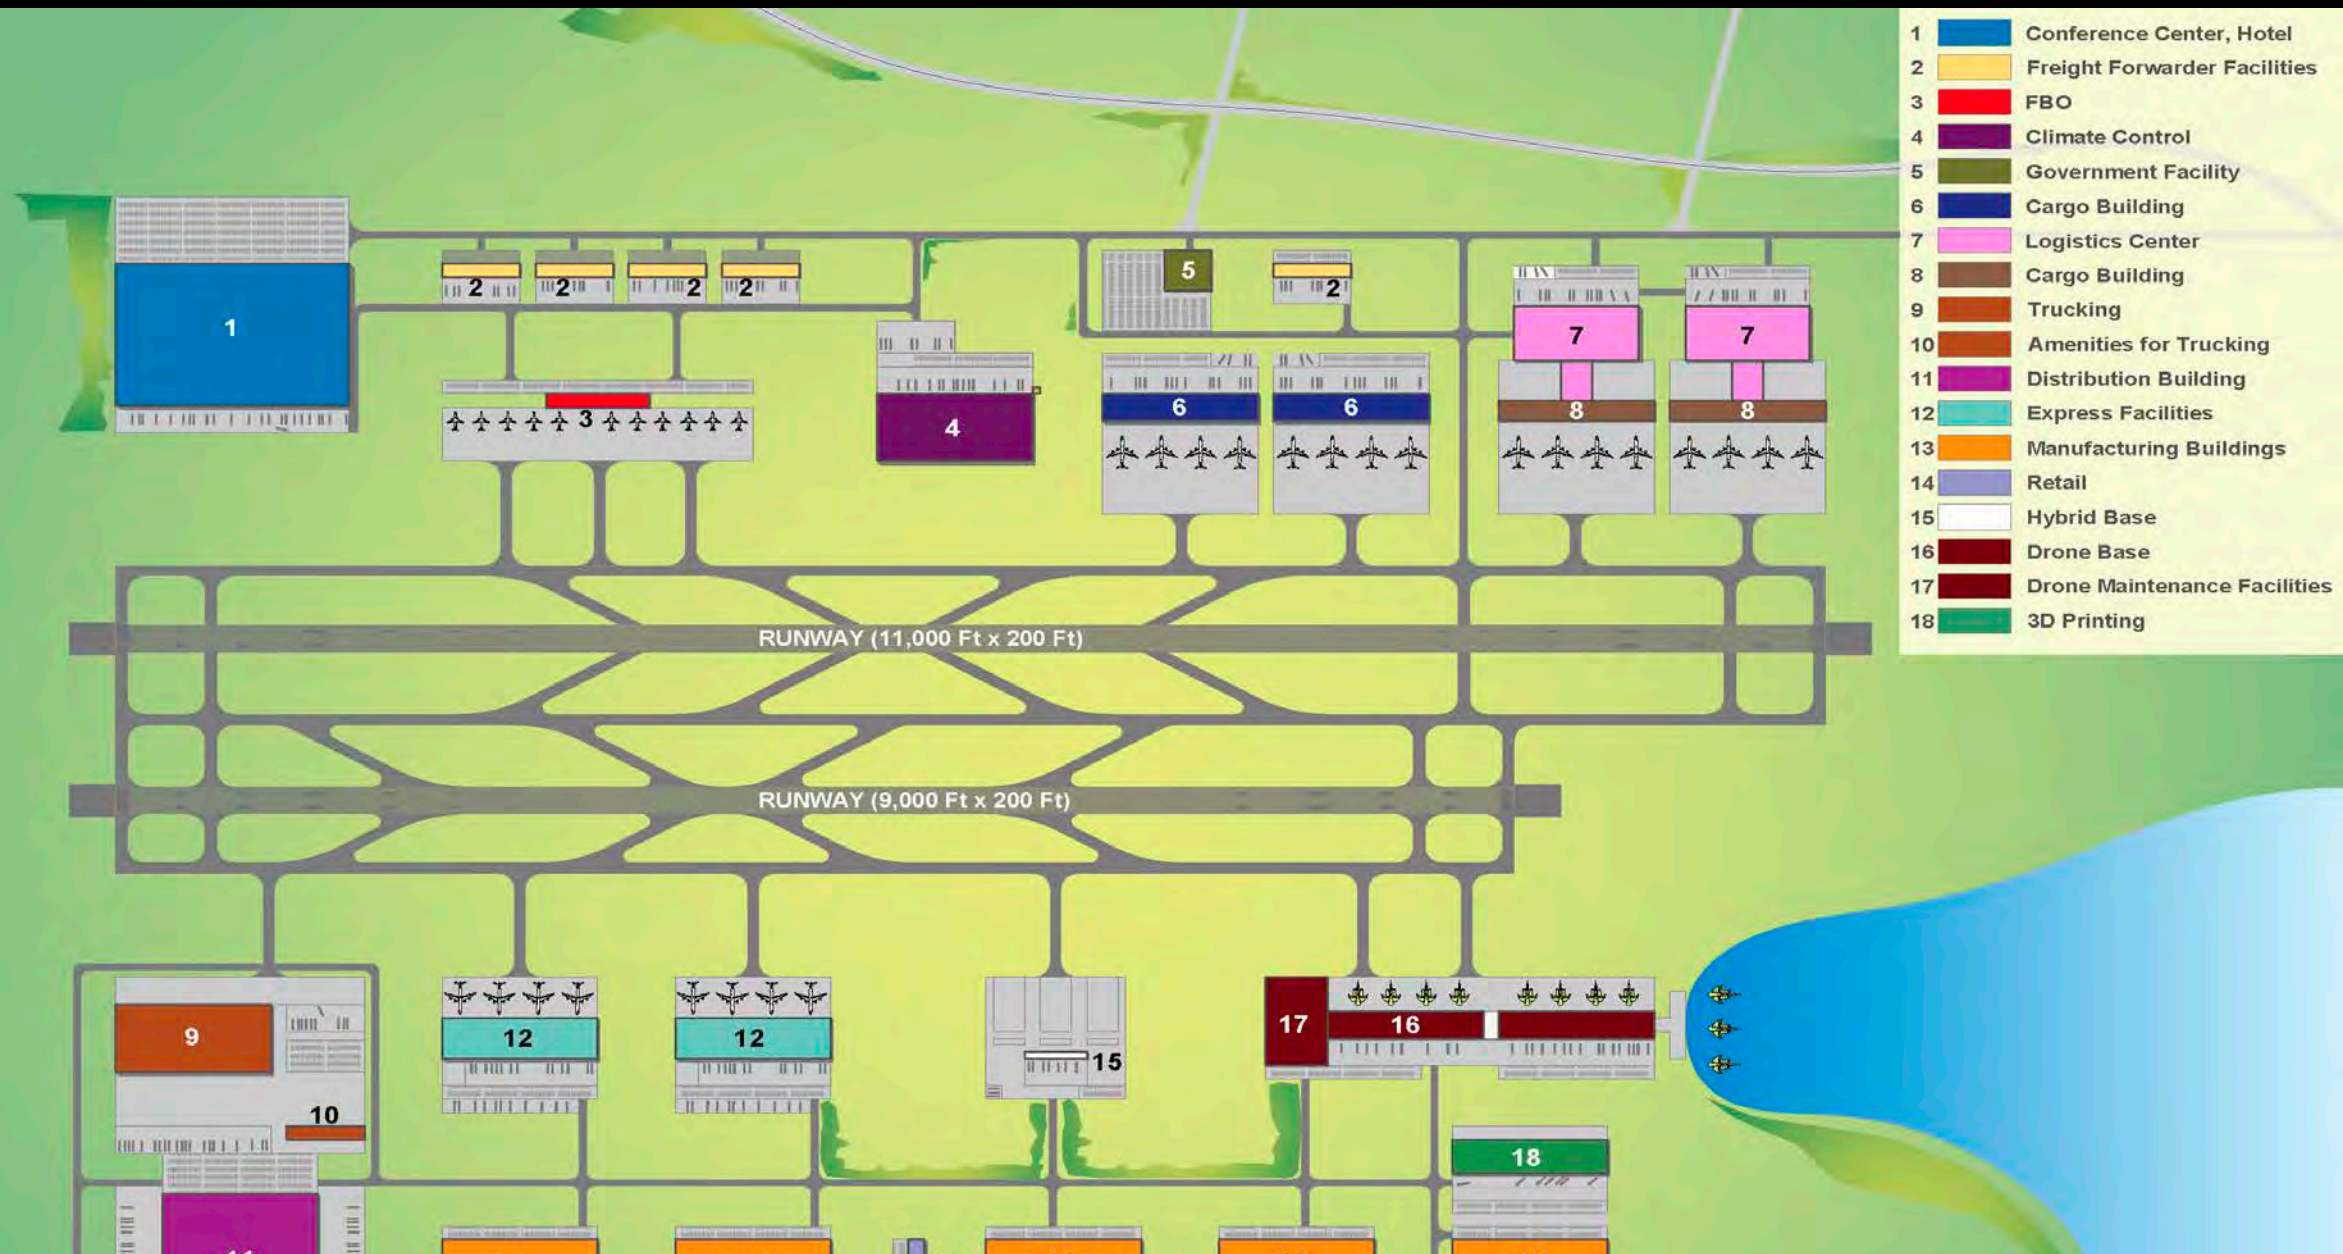 1 Conference Center, Hotel
2 Freight Forwarder Facilities
3 FBO
4 Climate Control
5 Government Facility
6 Cargo Building
7 Logistics Center
8 Cargo Building
9 Trucking
10 Amenities for Trucking
11 Distribution Building
12 Express Facilities
13 Manufacturing Buildings
14 Retail
15 Hybrid Base
16 Drone Base
17 Drone Maintenance Facilities
18 3D Printing
5
2 2 2 2 2
1
7 7
6 6 8 8
3
4
RUNWAY (11,000 Ft x 200 Ft)
RUNWAY (9,000 Ft x 200 Ft)
17 16
9 12 12
15
10
18